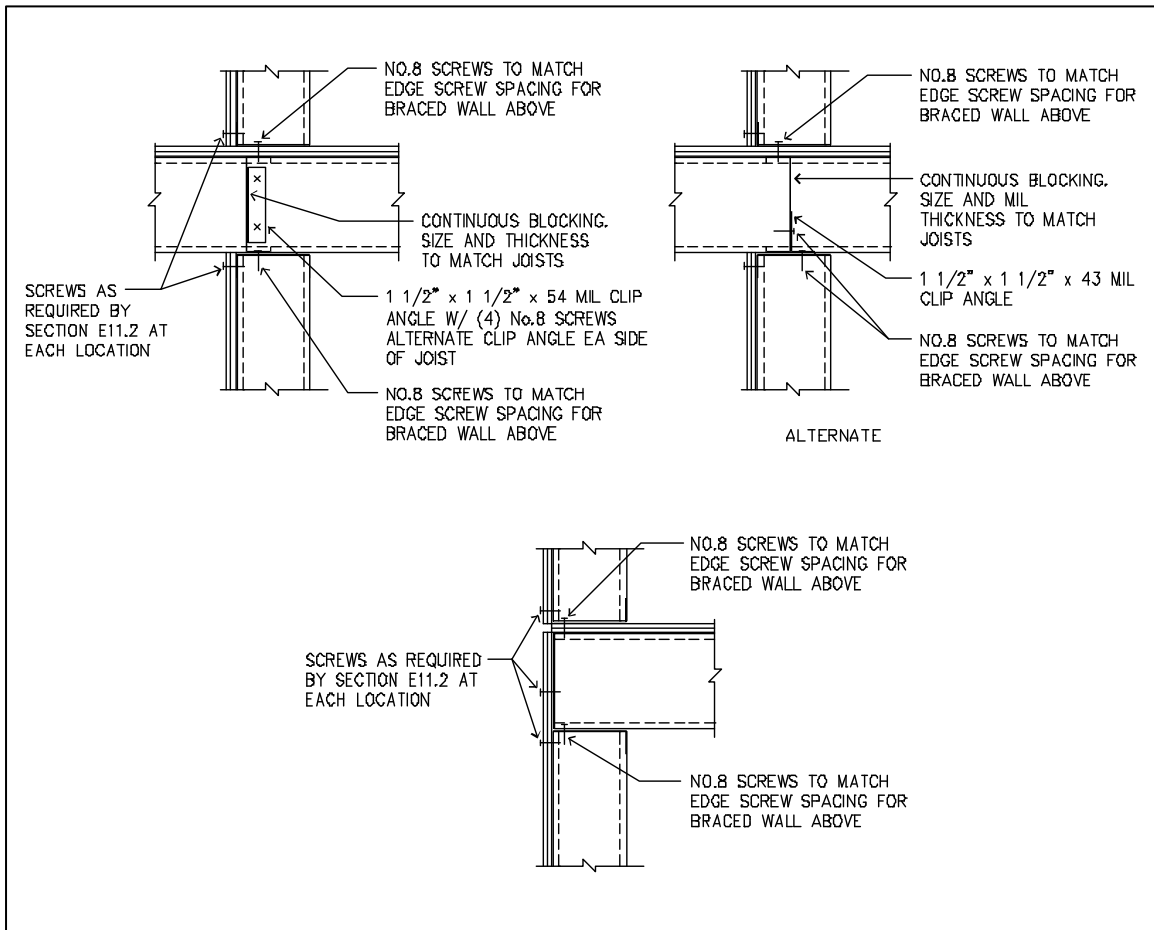 NO.8 SCREWS TO MATCH
EDGE SCREW SPACING FOR
BRACED WALL ABOVE
CONTINUOUS BLOCKING.
SIZE AND THICKNESS
TO MATCH JOISTS
SCREWS AS
REQUIRED BY
SECTION E11.2 AT
EACH LOCATION
1 1/2" x 1 1/2" x 54 MIL CLIP
ANGLE W/ (4) No.8 SCREWS
ALTERNATE CLIP ANGLE EA SIDE
OF JOIST
NO.8 SCREWS TO MATCH
EDGE SCREW SPACING FOR
BRACED WALL ABOVE
NO.8 SCREWS TO MATCH
EDGE SCREW SPACING FOR
BRACED WALL ABOVE
CONTINUOUS BLOCKING.
SIZE AND MIL
THICKNESS TO MATCH
JOISTS
1 1/2" x 1 1/2" x 43 MIL
CLIP ANGLE
NO.8 SCREWS TO MATCH
EDGE SCREW SPACING FOR
BRACED WALL ABOVE
ALTERNATE
NO.8 SCREWS TO MATCH
EDGE SCREW SPACING FOR
BRACED WALL ABOVE
SCREWS AS REQUIRED
BY SECTION E11.2 AT
EACH LOCATION
NO.8 SCREWS TO MATCH
EDGE SCREW SPACING FOR
BRACED WALL ABOVE